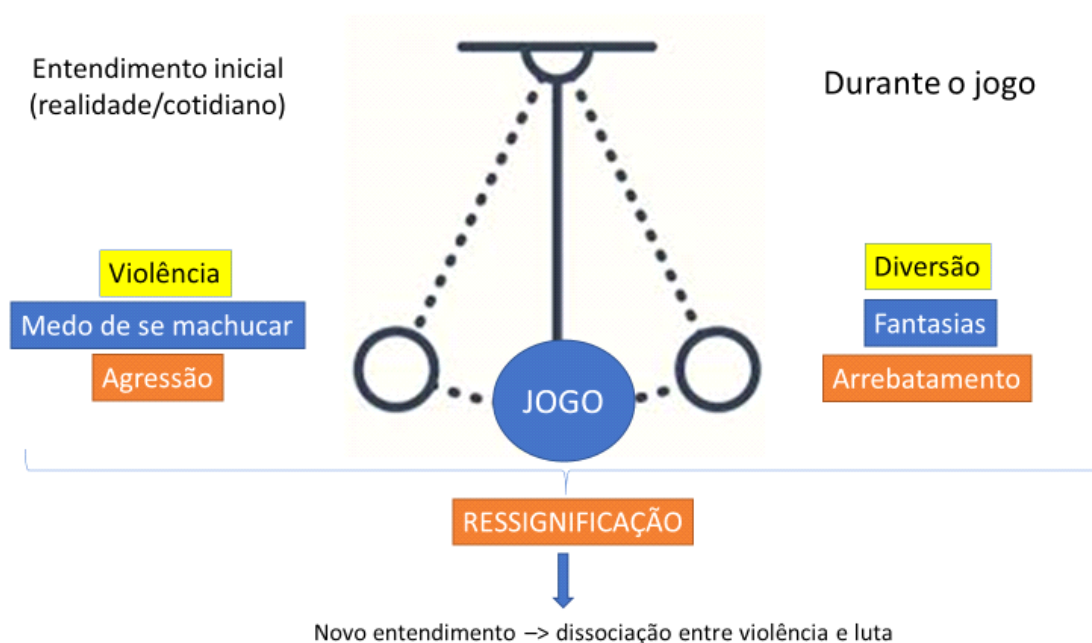 Entendimento inicial
(realidade/cotidiano)
Durante o jogo
Violência
Medo de se machucar
Agressão
JOGO
Diversão
Fantasias
Arrebatamento
RESSIGNIFICAÇÃO
Novo entendimento –> dissociação entre violência e luta